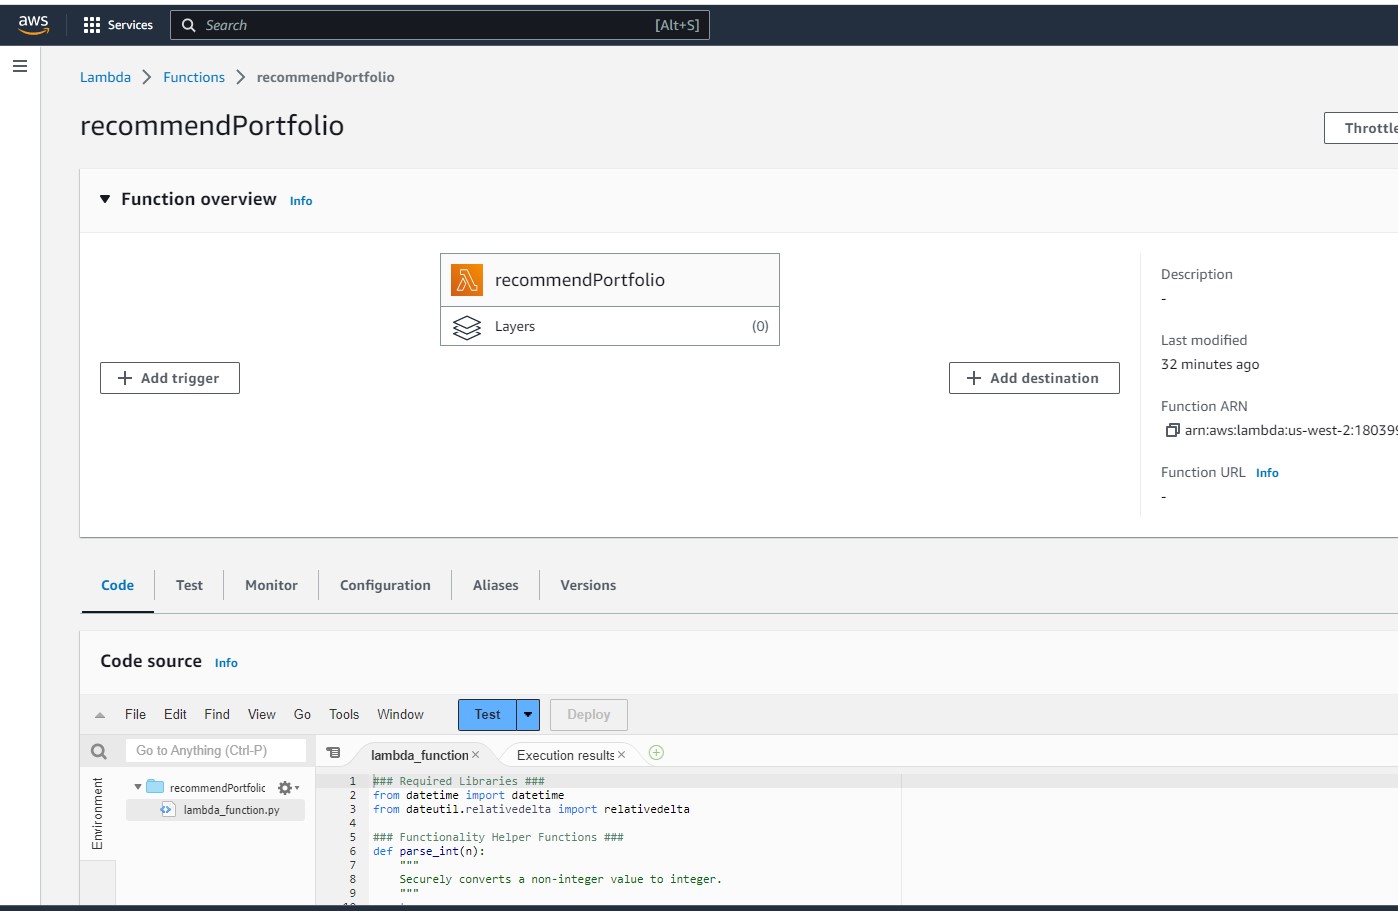 aws Services Search [Alt+S]
Lambda Functions recommendPortfolio
recommendPortfolio
Throttle
Function overview Info
recommendPortfolio
Layers (0)
Add trigger
Add destination
Description
-
Last modified
32 minutes ago
Function ARN
arn:aws:lambda:us-west-2:180399
Function URL Info
-
Code Test Monitor Configuration Aliases Versions
Code source Info
File Edit Find View Go Tools Window Test Deploy
Go to Anything (Ctrl-P)
lambda_function Execution results
Environment
recommendPortfolio
lambda_function.py
1 ### Required Libraries ###
2 from datetime import datetime
3 from dateutil.relativedelta import relativedelta
4
5 ### Functionality Helper Functions ###
6 def parse_int(n):
7 """
8 Securely converts a non-integer value to integer.
9 """